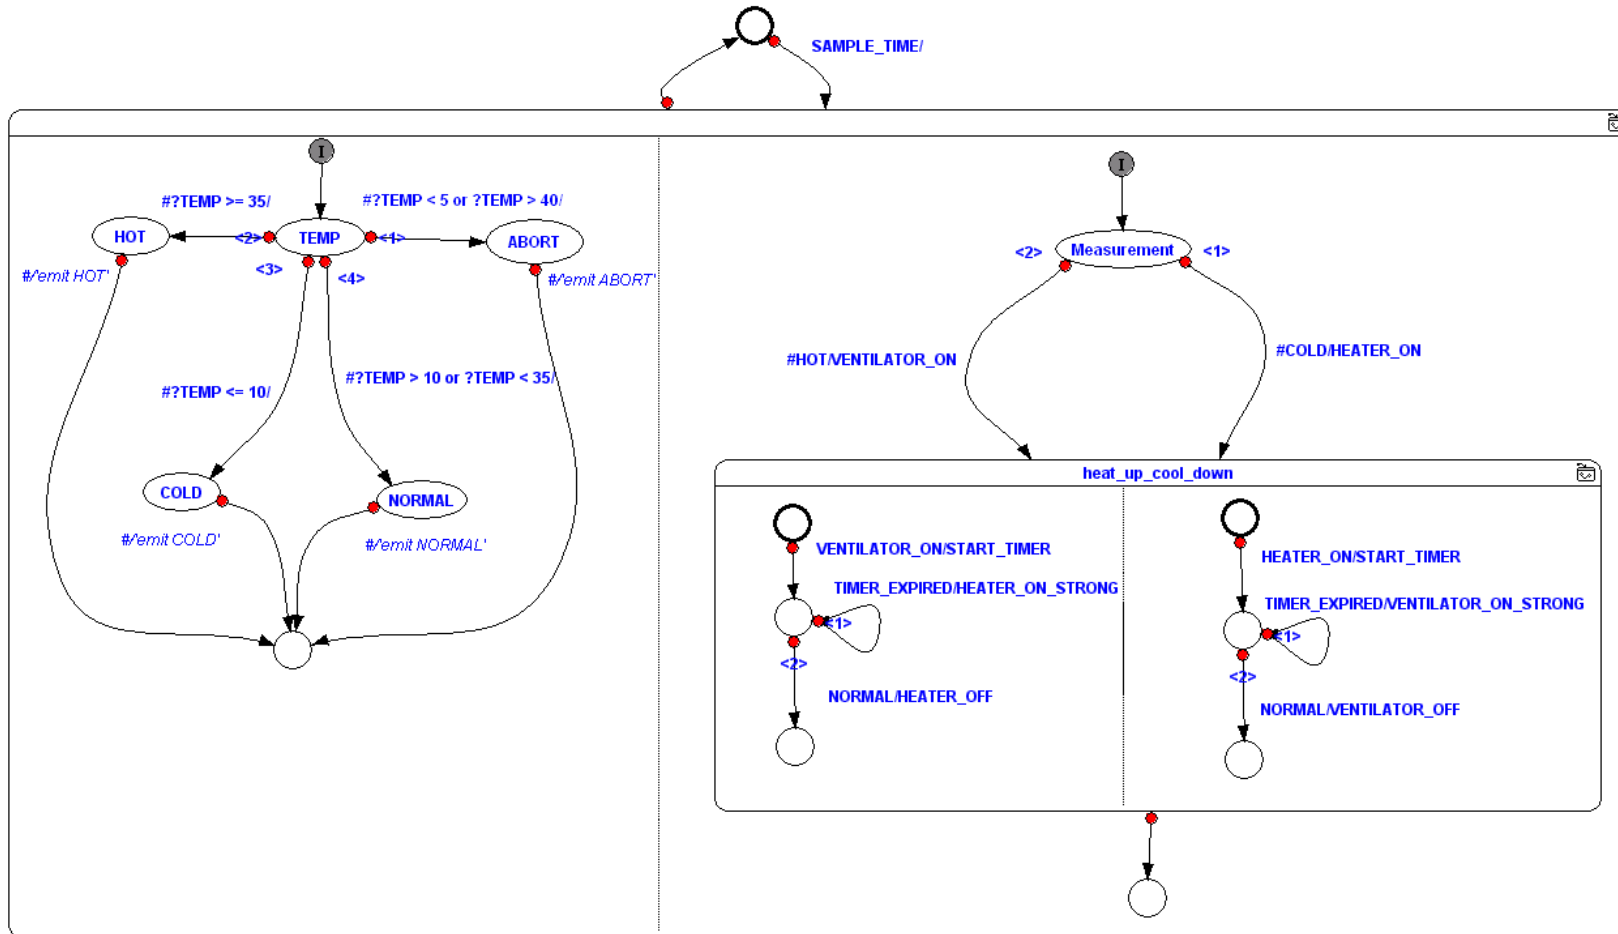 SAMPLE_TIME/
I
#?TEMP >= 35/
#?TEMP < 5 or ?TEMP > 40/
HOT
<2>
TEMP
<1>
ABORT
<3>
<4>
#/'emit HOT'
#/'emit ABORT'
#?TEMP > 10 or ?TEMP < 35/
#?TEMP <= 10/
COLD
NORMAL
#/'emit COLD'
#/'emit NORMAL'
I
<2>
Measurement
<1>
#HOT/VENTILATOR_ON
#COLD/HEATER_ON
heat_up_cool_down
VENTILATOR_ON/START_TIMER
TIMER_EXPIRED/HEATER_ON_STRONG
<1>
<2>
NORMAL/HEATER_OFF
HEATER_ON/START_TIMER
TIMER_EXPIRED/VENTILATOR_ON_STRONG
<1>
<2>
NORMAL/VENTILATOR_OFF